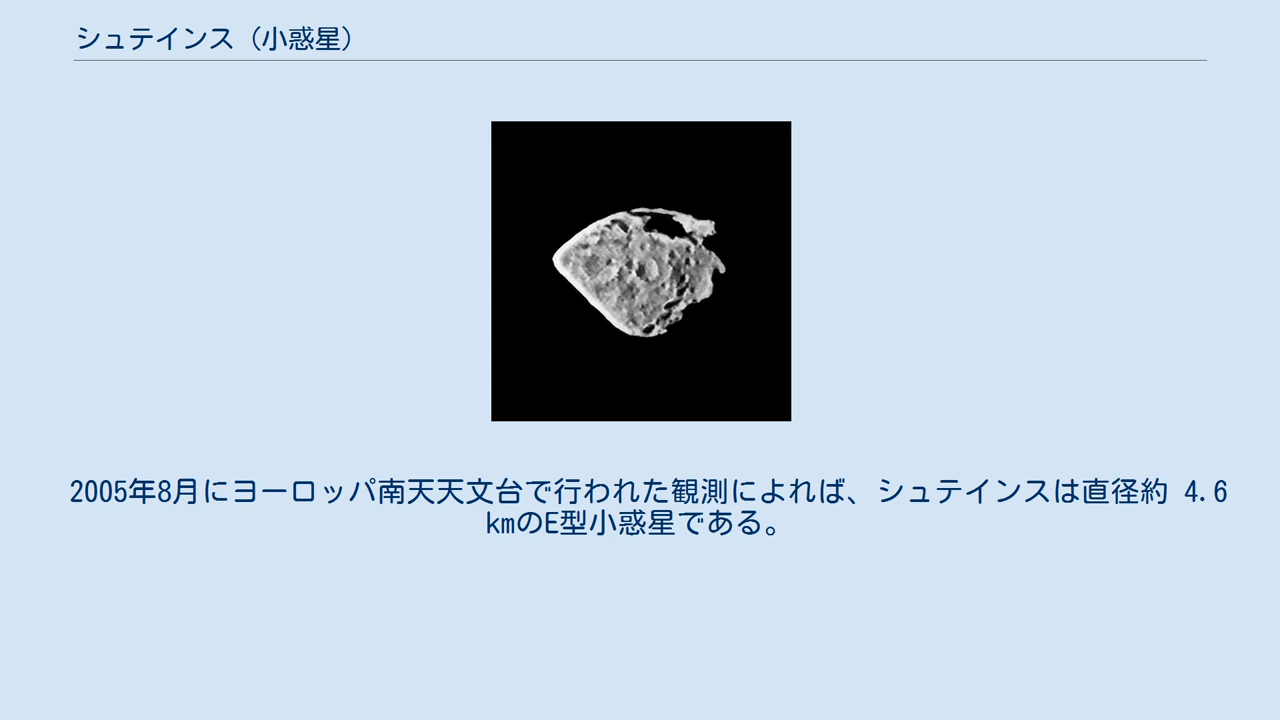 シュテインス（小惑星）
2005年8月にヨーロッパ南天天文台で行われた観測によれば、シュテインスは直径約 4.6
kmのE型小惑星である。